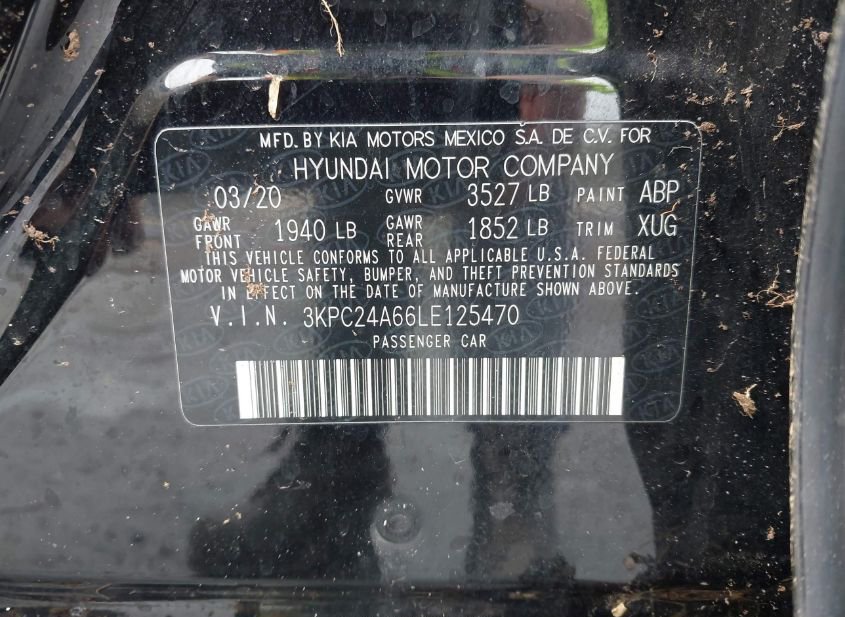 MFD. BY KIA MOTORS MEXICO S.A. DE C.V. FOR
HYUNDAI MOTOR COMPANY
03/20 GVWR 3527 LB PAINT ABP
GAWR FRONT 1940 LB GAWR REAR 1852 LB TRIM XUG
THIS VEHICLE CONFORMS TO ALL APPLICABLE U.S.A. FEDERAL
MOTOR VEHICLE SAFETY, BUMPER, AND THEFT PREVENTION STANDARDS
IN EFFECT ON THE DATE OF MANUFACTURE SHOWN ABOVE.
V.I.N. 3KPC24A66LE125470
PASSENGER CAR